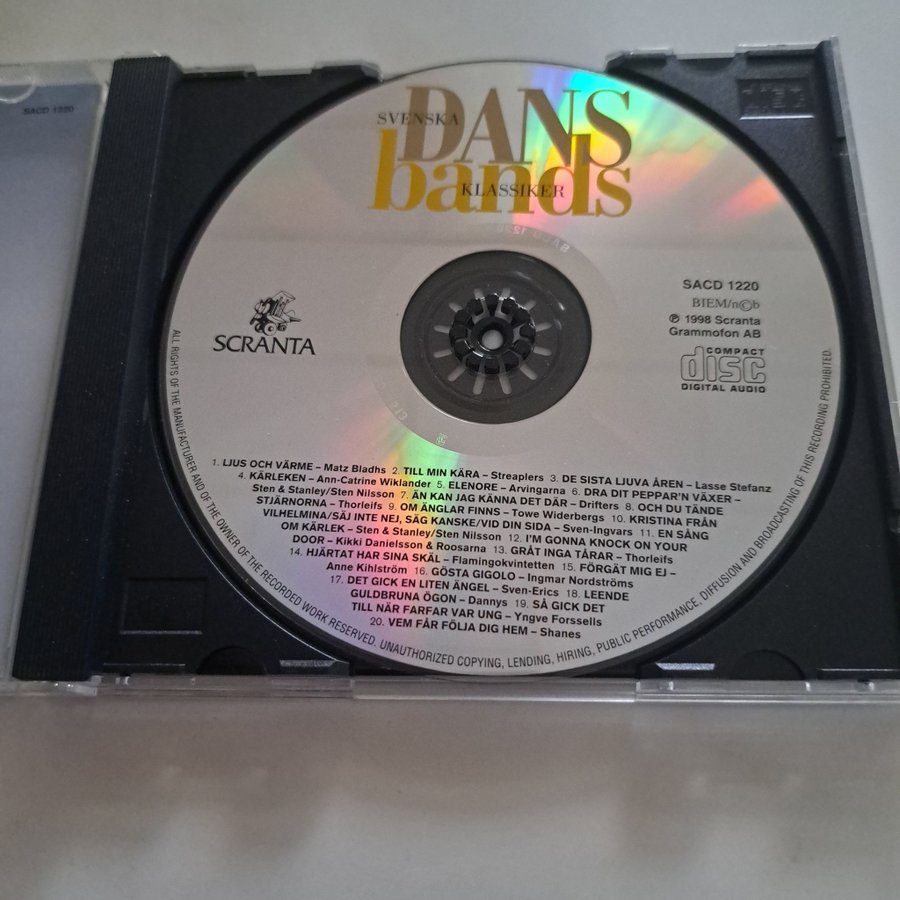 SACD 1220
SVENSKA
DANS
bands
KLASSIKER
SACD 1220
SACD 1220
BIEM/n©b
℗ 1998 Scranta
Grammofon AB
COMPACT
disc
DIGITAL AUDIO
SCRANTA
1. LJUS OCH VÄRME – Matz Bladhs 2. TILL MIN KÄRA – Streaplers 3. DE SISTA LJUVA ÅREN – Lasse Stefanz
4. KÄRLEKEN – Ann-Catrine Wiklander 5. ELENORE – Arvingarna 6. DRA DIT PEPPAR'N VÄXER –
Sten & Stanley/Sten Nilsson 7. ÄN KAN JAG KÄNNA DET DÄR – Drifters 8. OCH DU TÄNDE
STJÄRNORNA – Thorleifs 9. OM ÄNGLAR FINNS – Towe Widerbergs 10. KRISTINA FRÅN
VILHELMINA/SÄJ INTE NEJ, SÄG KANSKE/VID DIN SIDA – Sven-Ingvars 11. EN SÅNG
OM KÄRLEK – Sten & Stanley/Sten Nilsson 12. I'M GONNA KNOCK ON YOUR
DOOR – Kikki Danielsson & Roosarna 13. GRÅT INGA TÅRAR – Thorleifs
14. HJÄRTAT HAR SINA SKÄL – Flamingokvintetten 15. FÖRGÄT MIG EJ –
Anne Kihlström 16. GÖSTA GIGOLO – Ingmar Nordströms
17. DET GICK EN LITEN ÄNGEL – Sven-Erics 18. LEENDE
GULDBRUNA ÖGON – Dannys 19. SÅ GICK DET
TILL NÄR FARFAR VAR UNG – Yngve Forssells
20. VEM FÅR FÖLJA DIG HEM – Shanes
ALL RIGHTS OF THE MANUFACTURER AND OF THE OWNER OF THE RECORDED WORK RESERVED. UNAUTHORIZED COPYING, LENDING, HIRING, PUBLIC PERFORMANCE, DIFFUSION AND BROADCASTING OF THIS RECORDING PROHIBITED.